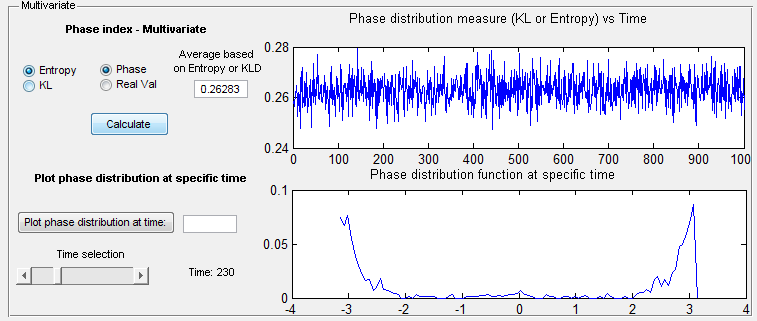 Multivariate
Phase index - Multivariate
Entropy
KL
Phase
Real Val
Average based
on Entropy or KLD
0.26283
Calculate
Phase distribution measure (KL or Entropy) vs Time
0.28
0.26
0.24
0 100 200 300 400 500 600 700 800 900 1000
Plot phase distribution at specific time
Plot phase distribution at time:
Time selection
Time: 230
Phase distribution function at specific time
0.1
0.05
0
-4 -3 -2 -1 0 1 2 3 4